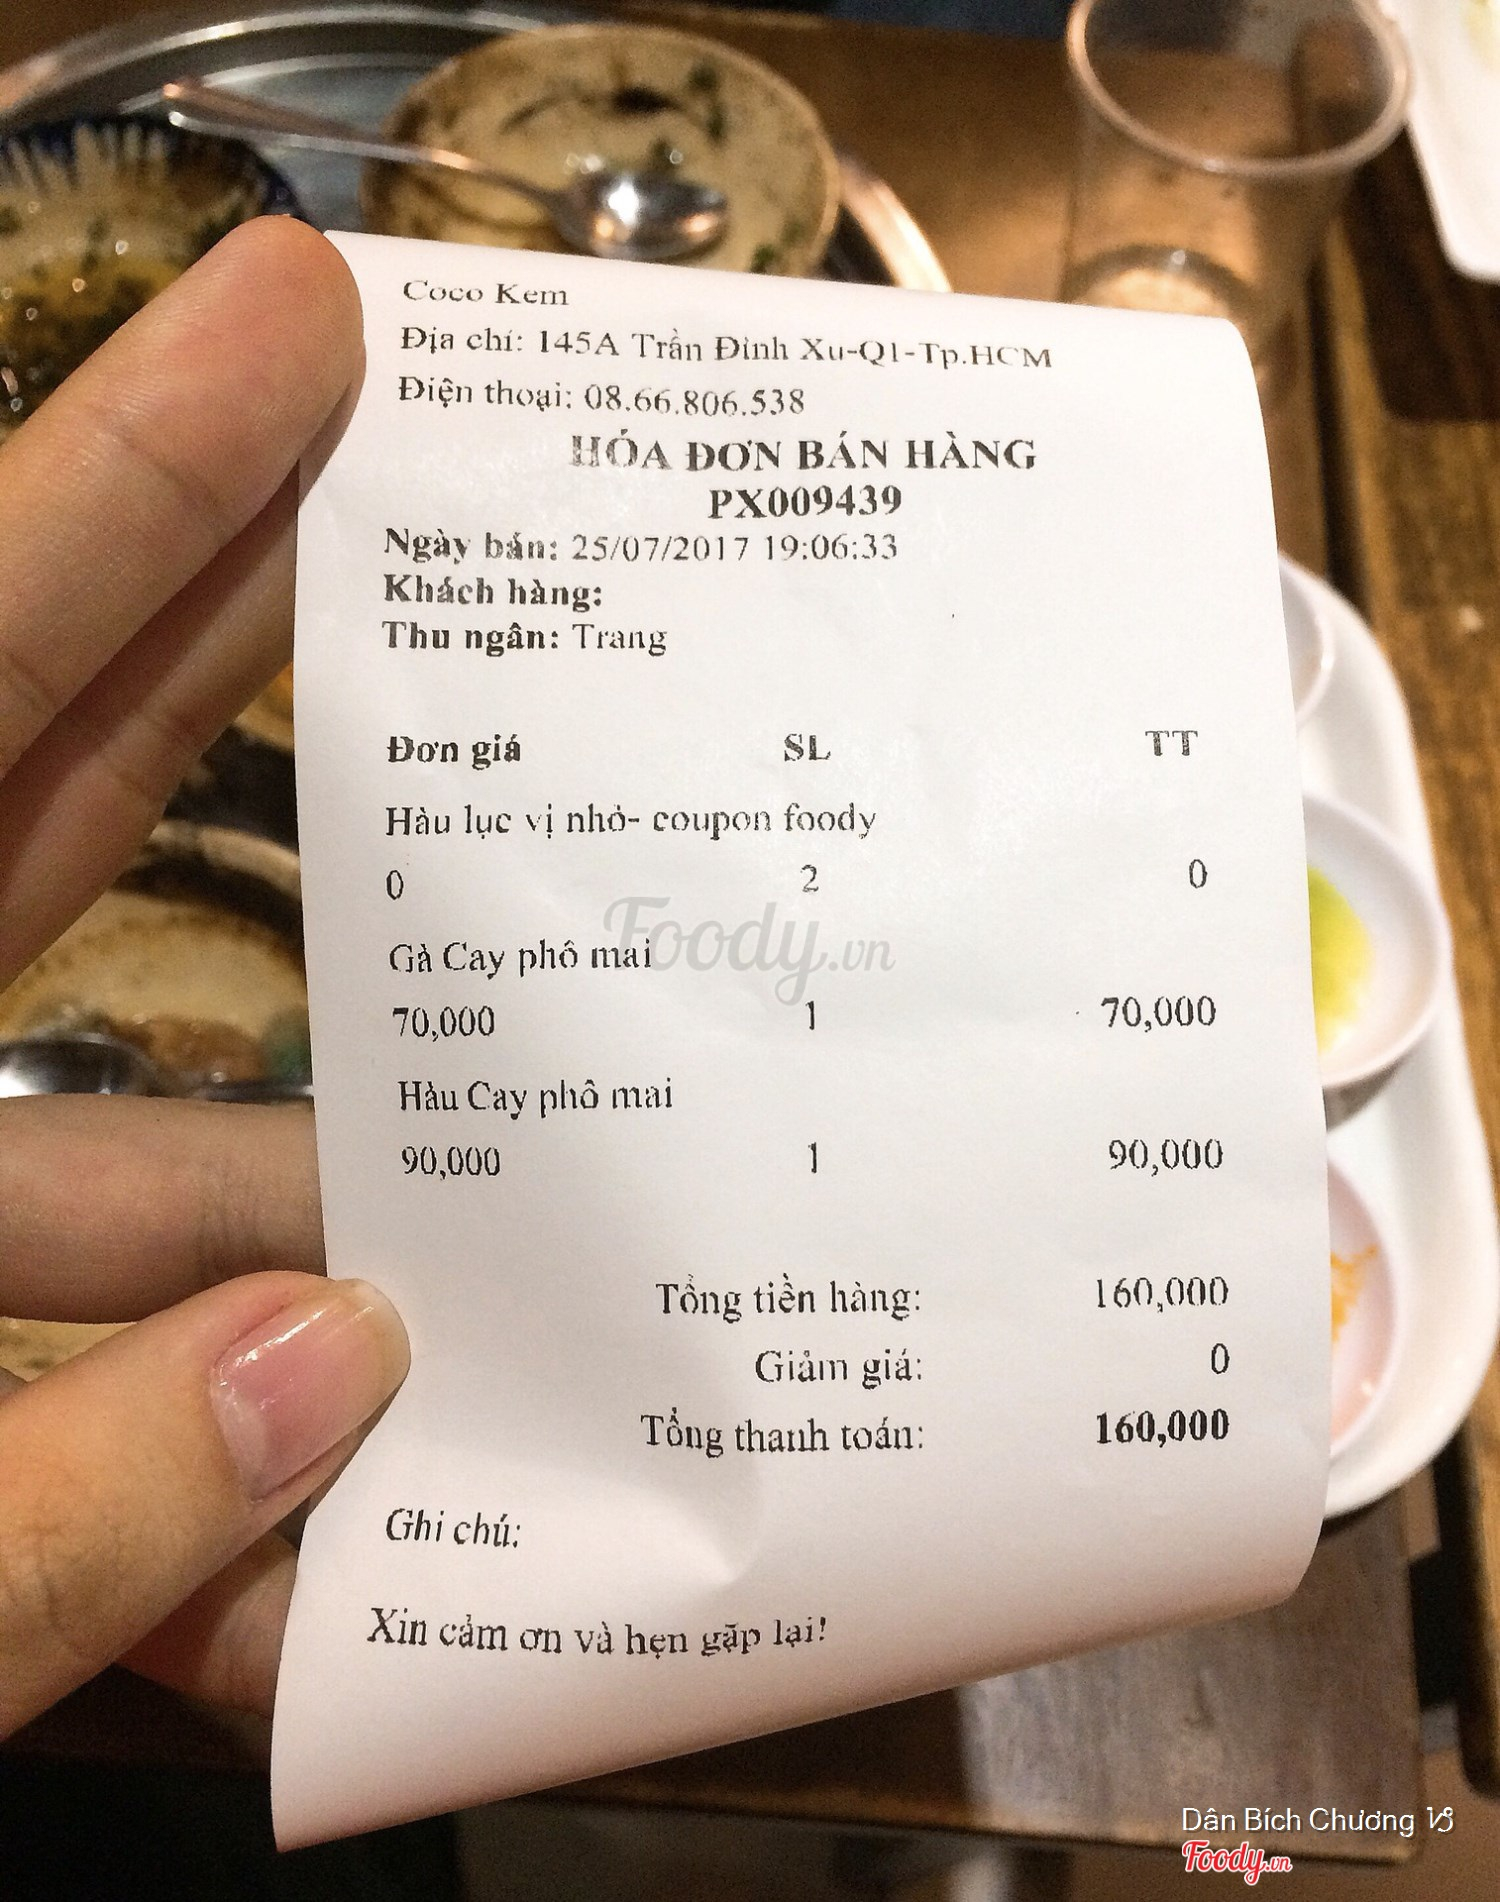 Coco Kem
Địa chỉ: 145A Trần Đình Xu-Q1-Tp.HCM
Điện thoại: 08.66.806.538
HÓA ĐƠN BÁN HÀNG
PX009439
Ngày bán: 25/07/2017 19:06:33
Khách hàng:
Thu ngân: Trang
Đơn giá SL TT
Hàu lục vị nhỏ- coupon foody
0 2 0
Foody.vn
Gà Cay phô mai
70,000 1 70,000
Hàu Cay phô mai
90,000 1 90,000
Tổng tiền hàng: 160,000
Giảm giá: 0
Tổng thanh toán: 160,000
Ghi chú:
Xin cảm ơn và hẹn gặp lại!
Dân Bích Chương ♑
Foody.vn